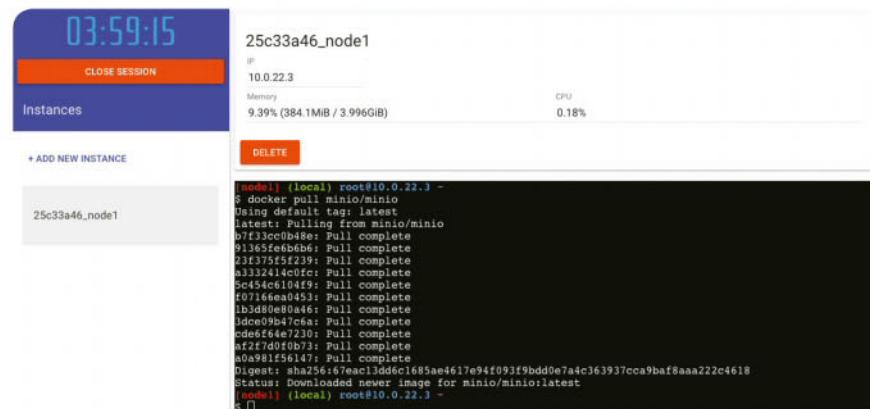 03:59:15
CLOSE SESSION
Instances
+ ADD NEW INSTANCE
25c33a46_node1
25c33a46_node1
IP
10.0.22.3
Memory
9.39% (384.1MiB / 3.996GiB)
CPU
0.18%
DELETE
[node1] (local) root@10.0.22.3 ~
$ docker pull minio/minio
Using default tag: latest
latest: Pulling from minio/minio
b7f33cc0b48e: Pull complete
91365fe6b6b6: Pull complete
23f375f5f239: Pull complete
a3332414c0fc: Pull complete
5c454c6104f9: Pull complete
f07166ea0453: Pull complete
1b3d80e80a46: Pull complete
3dce09b47c6a: Pull complete
cde6f64e7230: Pull complete
af2f7d0f0b73: Pull complete
a0a981f56147: Pull complete
Digest: sha256:67eac13dd6c1685ae4617e94f093f9bdd0e7a4c363937cca9baf8aaa222c4618
Status: Downloaded newer image for minio/minio:latest
[node1] (local) root@10.0.22.3 ~
$